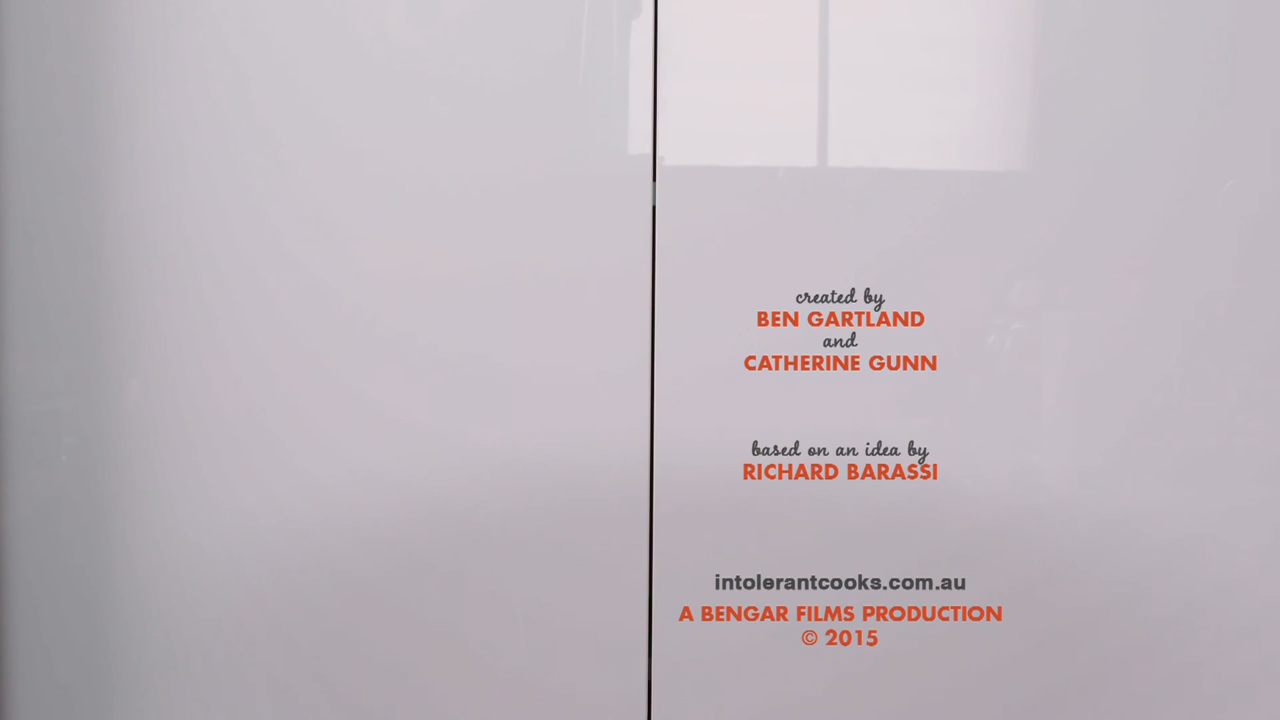 created by
BEN GARTLAND
and
CATHERINE GUNN
based on an idea by
RICHARD BARASSI
intolerantcooks.com.au
A BENGAR FILMS PRODUCTION
© 2015